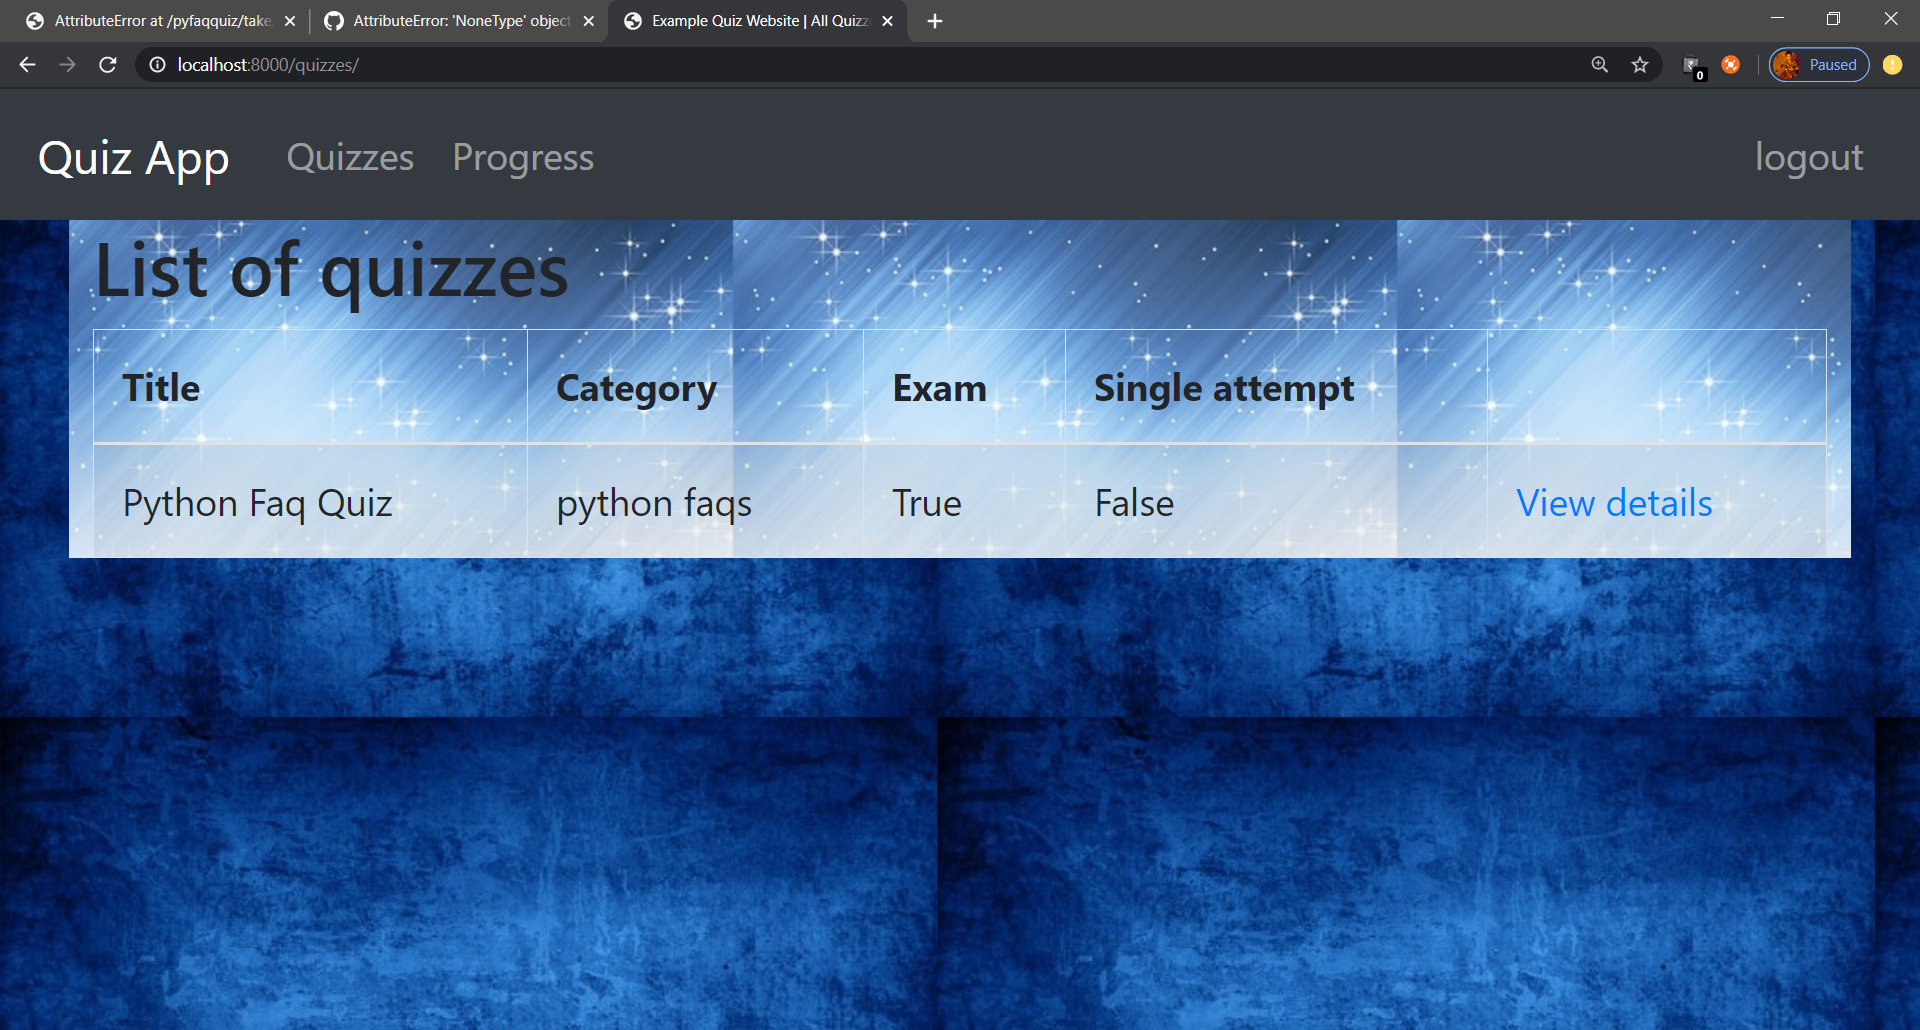 AttributeError at /pyfaqquiz/take
AttributeError: 'NoneType' object
Example Quiz Website | All Quizze
localhost:8000/quizzes/
0
Paused
Quiz App Quizzes Progress logout
List of quizzes
Title Category Exam Single attempt
Python Faq Quiz python faqs True False View details